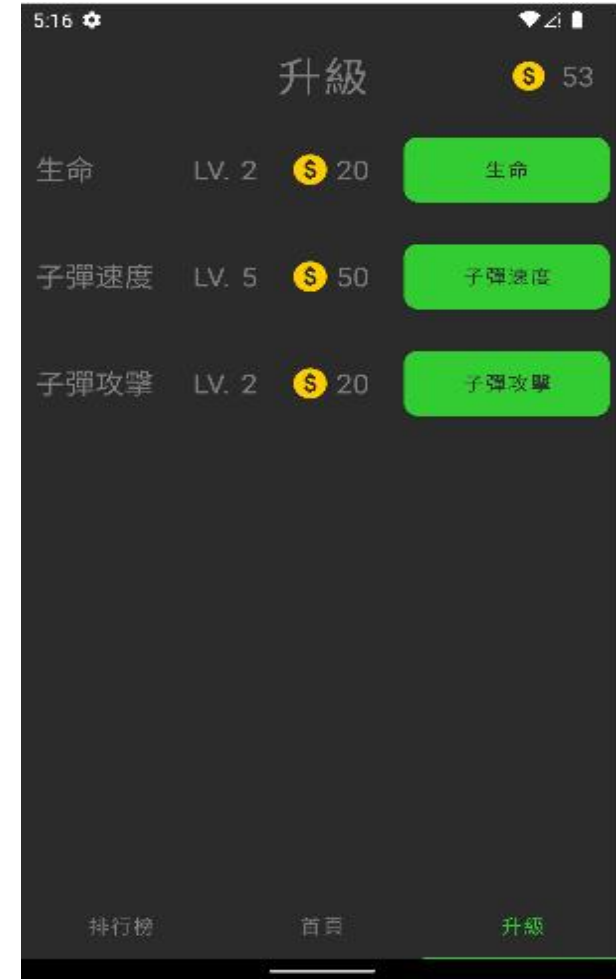 5:16
升級 $ 53
生命 LV. 2 $ 20 生命
子彈速度 LV. 5 $ 50 子彈速度
子彈攻擊 LV. 2 $ 20 子彈攻擊
排行榜 首頁 升級